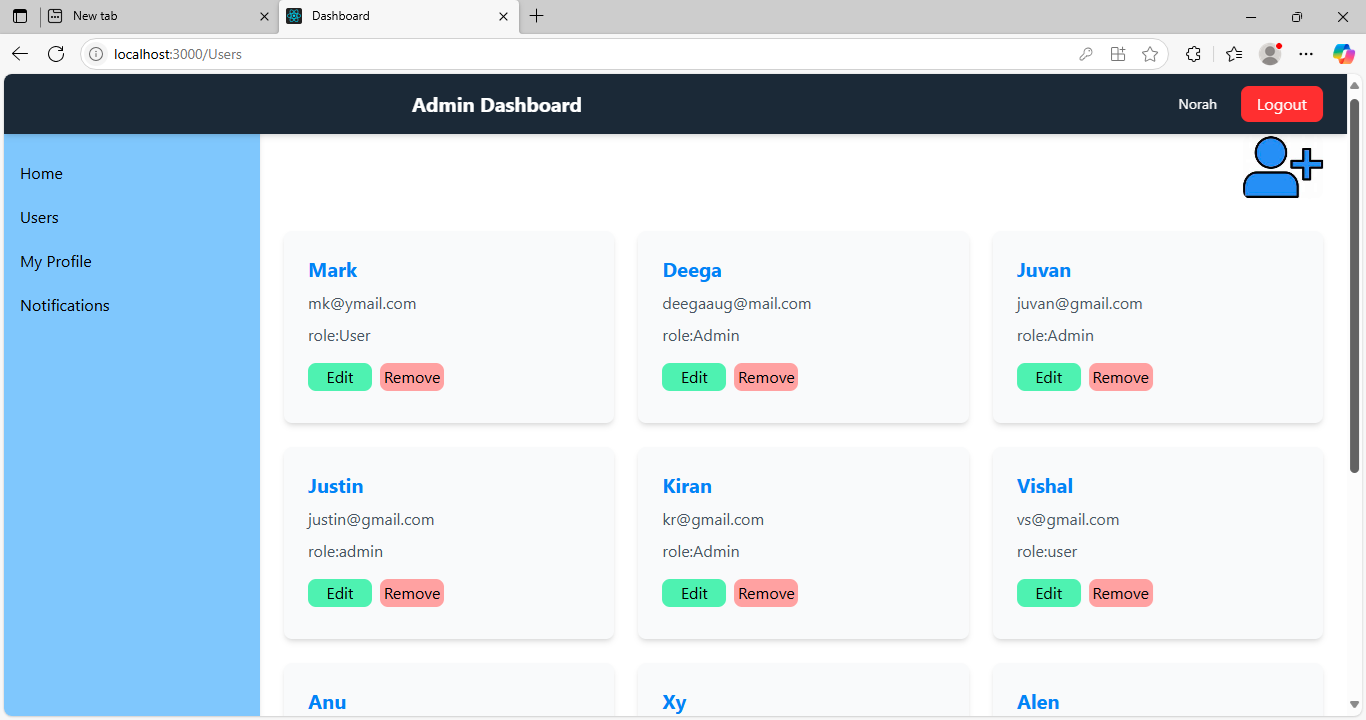 New tab
Dashboard
localhost:3000/Users
Admin Dashboard
Norah
Logout
Home
Users
My Profile
Notifications
Mark
mk@ymail.com
role:User
Edit
Remove
Deega
deegaaug@mail.com
role:Admin
Edit
Remove
Juvan
juvan@gmail.com
role:Admin
Edit
Remove
Justin
justin@gmail.com
role:admin
Edit
Remove
Kiran
kr@gmail.com
role:Admin
Edit
Remove
Vishal
vs@gmail.com
role:user
Edit
Remove
Anu
Xy
Alen